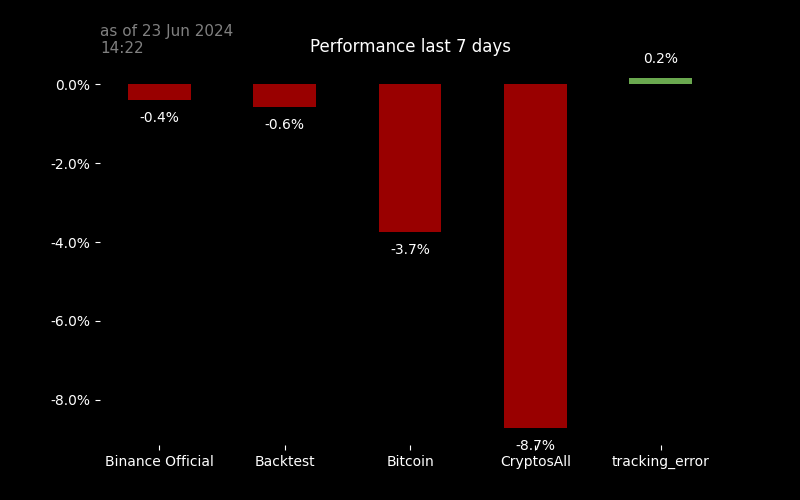 as of 23 Jun 2024
14:22
Performance last 7 days
0.2%
0.0%
-0.4%
-0.6%
-2.0%
-3.7%
-4.0%
-6.0%
-8.0%
-8.7%
Binance Official
Backtest
Bitcoin
CryptosAll
tracking_error